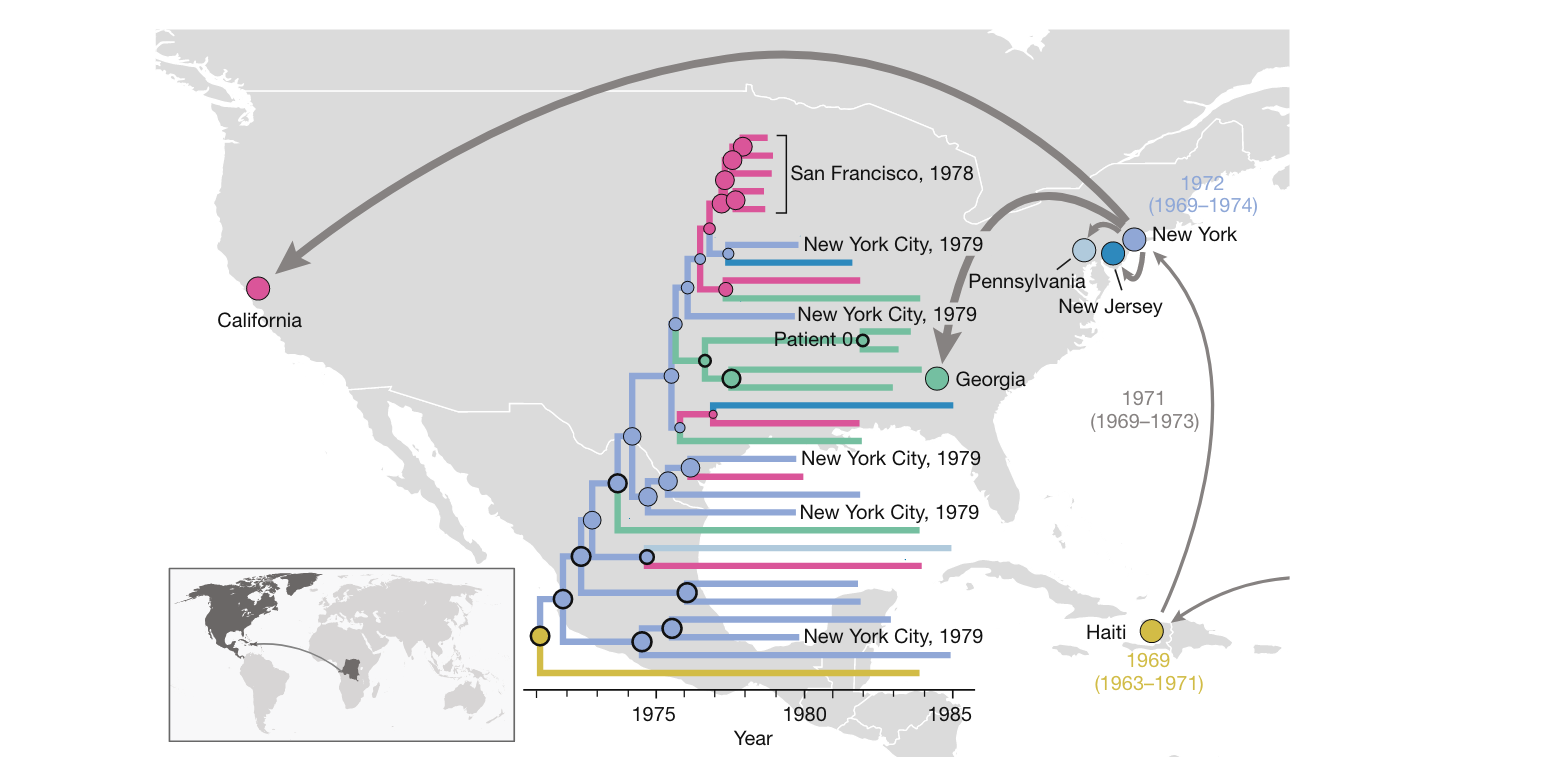 San Francisco, 1978
1972
(1969–1974)
New York
New York City, 1979
Pennsylvania
New Jersey
California
New York City, 1979
Patient 0
Georgia
1971
(1969–1973)
New York City, 1979
New York City, 1979
New York City, 1979
Haiti
1969
(1963–1971)
1975
1980
1985
Year